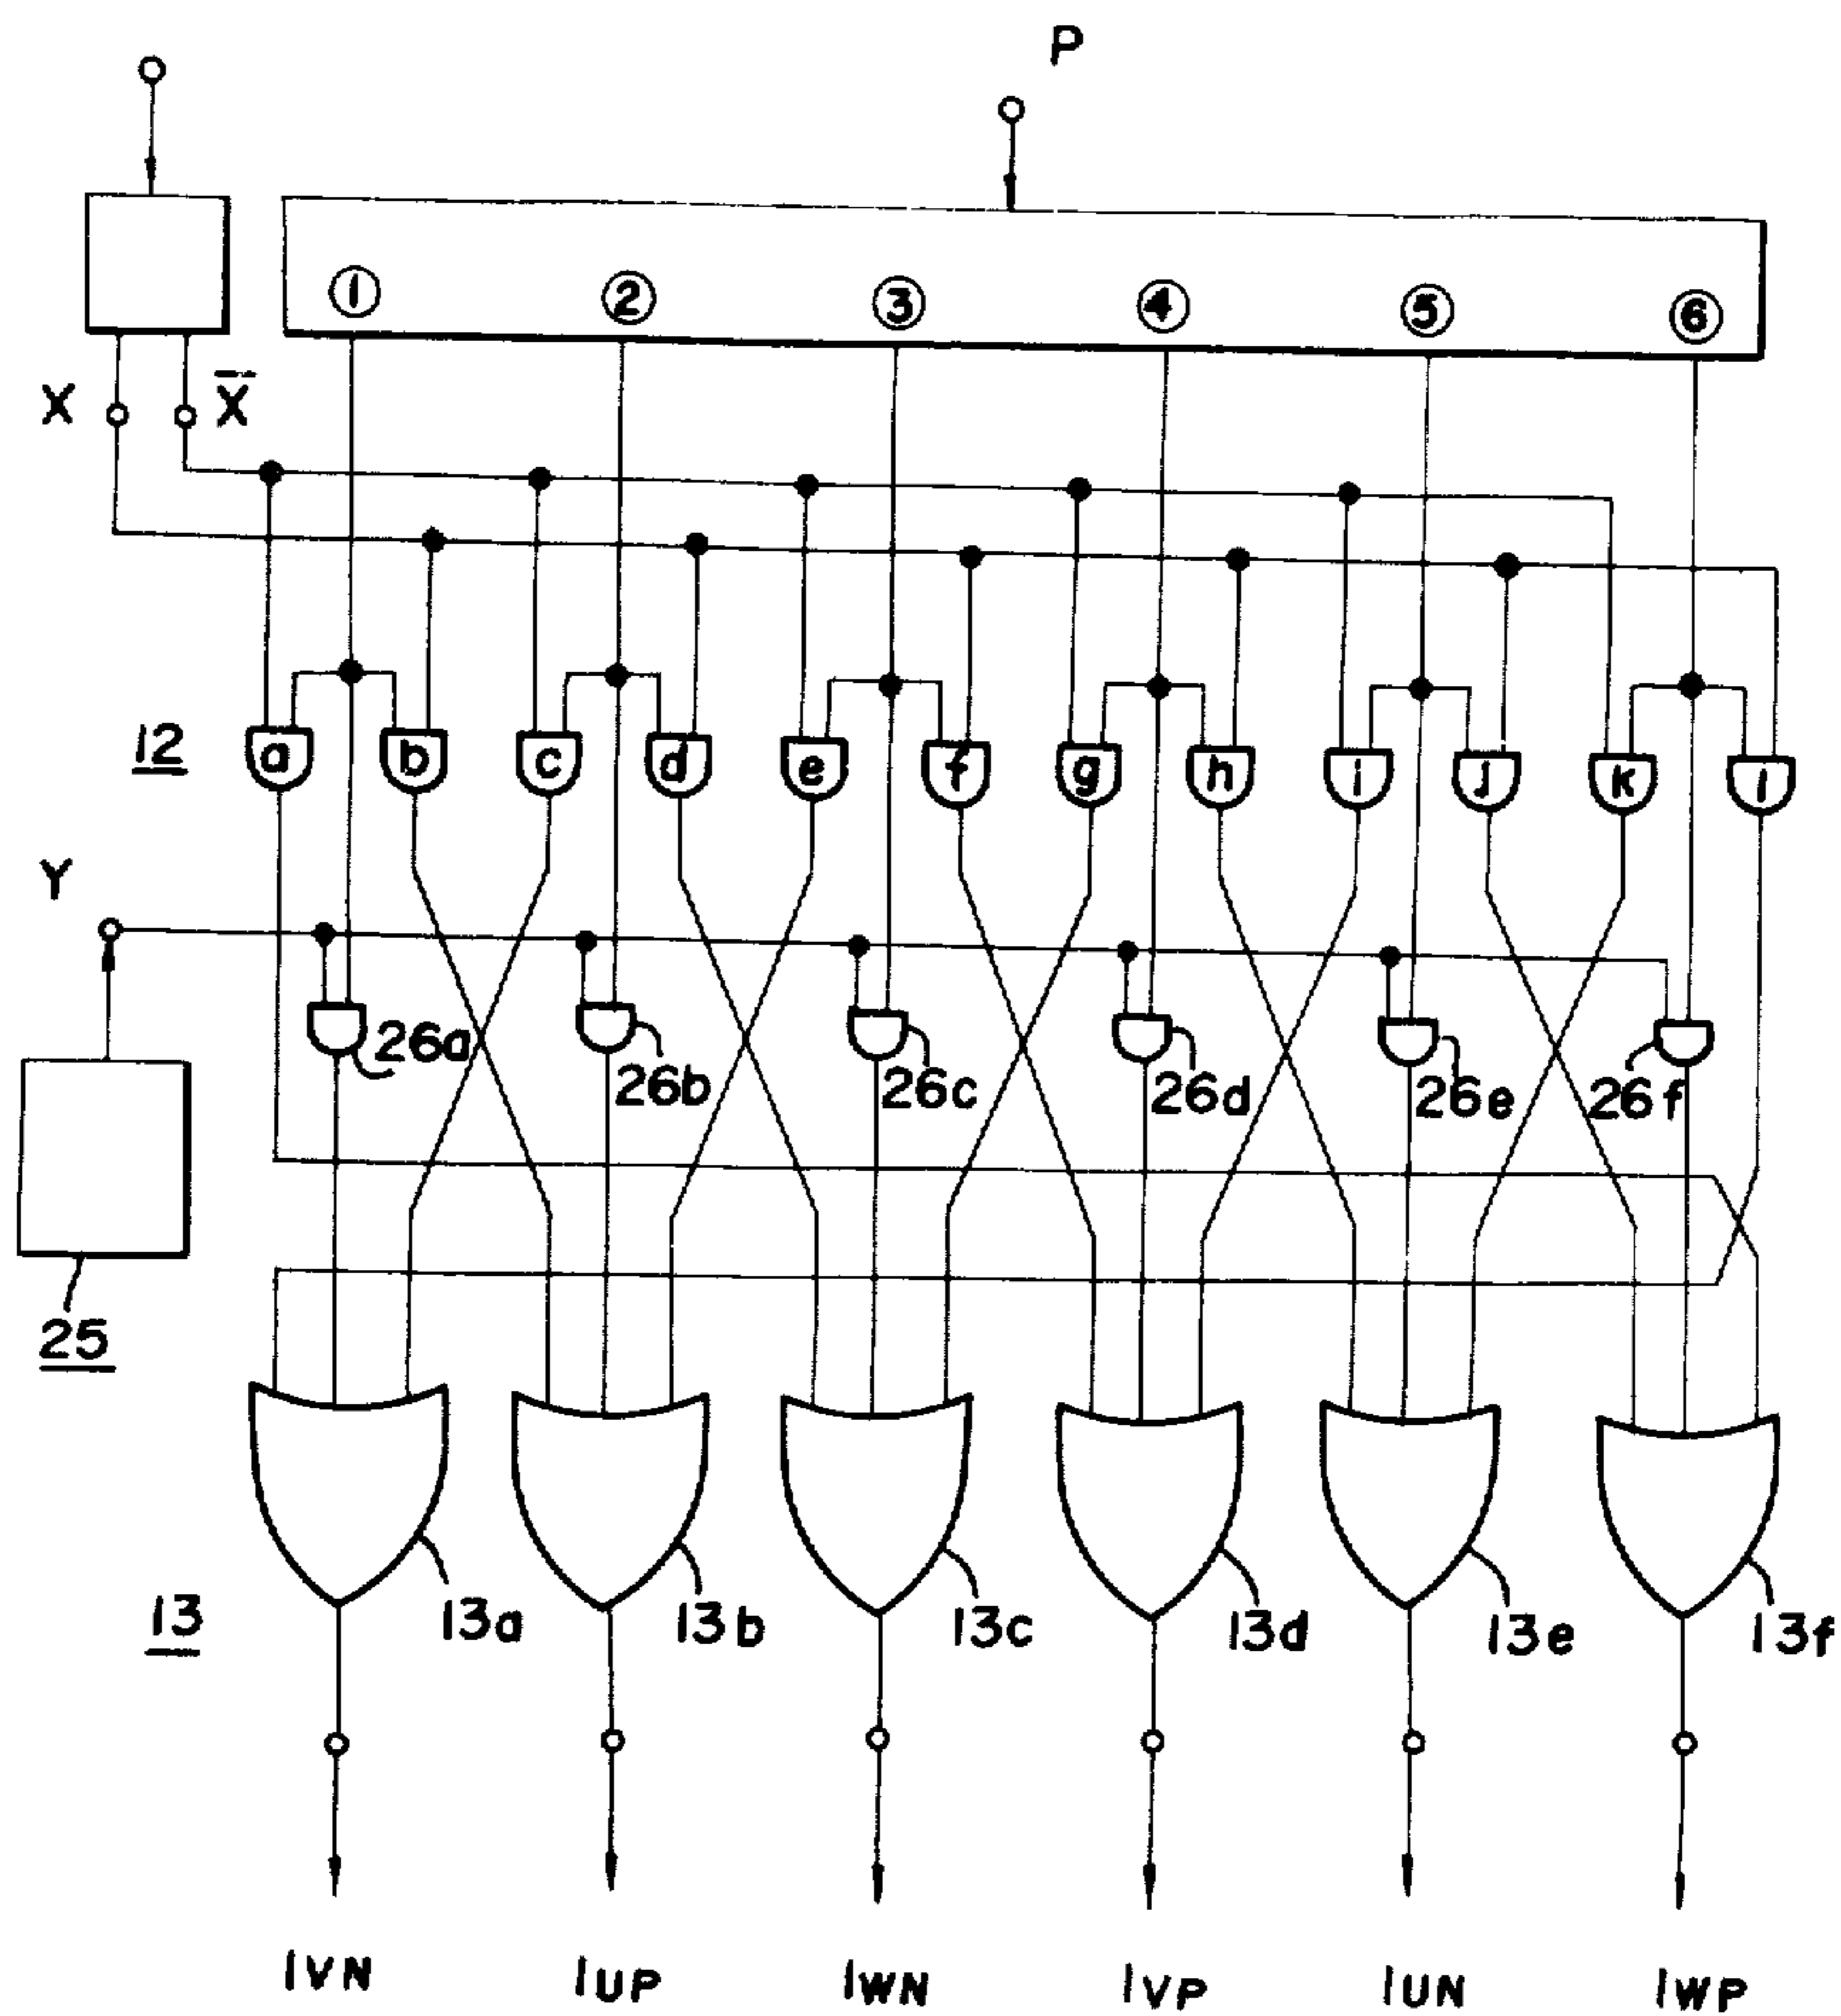 P
① ② ③ ④ ⑤ ⑥
X X̅
12 a b c d e f g h i j k l
Y
26a 26b 26c 26d 26e 26f
25
13 13a 13b 13c 13d 13e 13f
IVN IUP IWN IVP IUN IWP